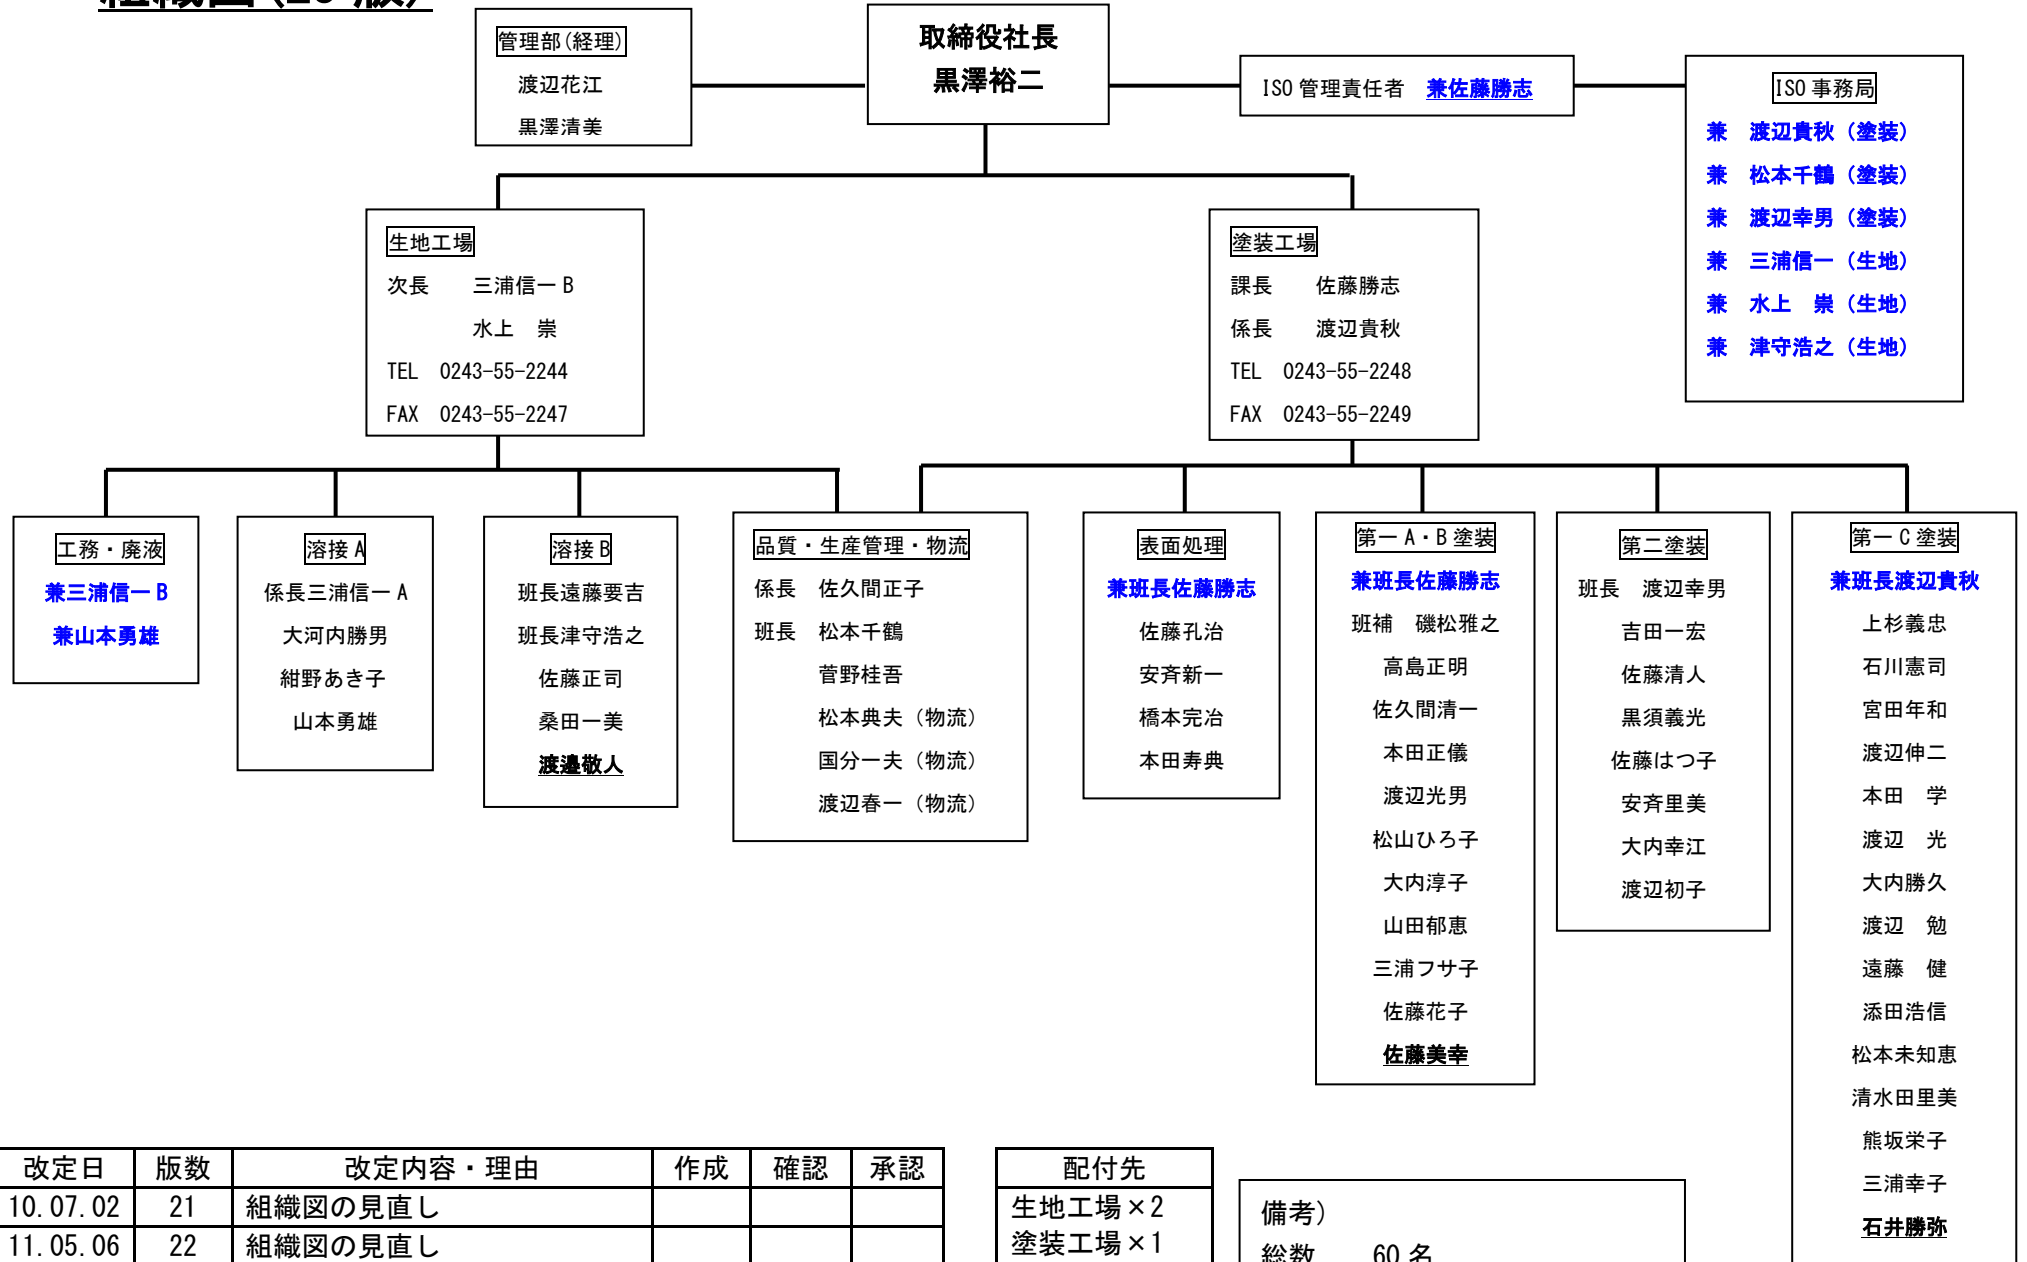 管理部(経理)
渡辺花江
黒澤清美
取締役社長
黒澤裕二
ISO 管理責任者　兼佐藤勝志
ISO 事務局
兼　渡辺貴秋（塗装）
兼　松本千鶴（塗装）
兼　渡辺幸男（塗装）
兼　三浦信一（生地）
兼　水上　崇（生地）
兼　津守浩之（生地）
生地工場
次長　　三浦信一 B
水上　崇
TEL　0243-55-2244
FAX　0243-55-2247
塗装工場
課長　　佐藤勝志
係長　　渡辺貴秋
TEL　0243-55-2248
FAX　0243-55-2249
工務・廃液
兼三浦信一 B
兼山本勇雄
溶接 A
係長三浦信一 A
大河内勝男
紺野あき子
山本勇雄
溶接 B
班長遠藤要吉
班長津守浩之
佐藤正司
桑田一美
渡邉敬人
品質・生産管理・物流
係長　佐久間正子
班長　松本千鶴
菅野桂吾
松本典夫（物流）
国分一夫（物流）
渡辺春一（物流）
表面処理
兼班長佐藤勝志
佐藤孔治
安斉新一
橋本完治
本田寿典
第一 A・B 塗装
兼班長佐藤勝志
班補　磯松雅之
高島正明
佐久間清一
本田正儀
渡辺光男
松山ひろ子
大内淳子
山田郁恵
三浦フサ子
佐藤花子
佐藤美幸
第二塗装
班長　渡辺幸男
吉田一宏
佐藤清人
黒須義光
佐藤はつ子
安斉里美
大内幸江
渡辺初子
第一 C 塗装
兼班長渡辺貴秋
上杉義忠
石川憲司
宮田年和
渡辺伸二
本田　学
渡辺　光
大内勝久
渡辺　勉
遠藤　健
添田浩信
松本未知恵
清水田里美
熊坂栄子
三浦幸子
石井勝弥
改定日　版数　改定内容・理由　作成　確認　承認
10.07.02　21　組織図の見直し
11.05.06　22　組織図の見直し
配付先
生地工場×2
塗装工場×1
備考)
総数　　60 名